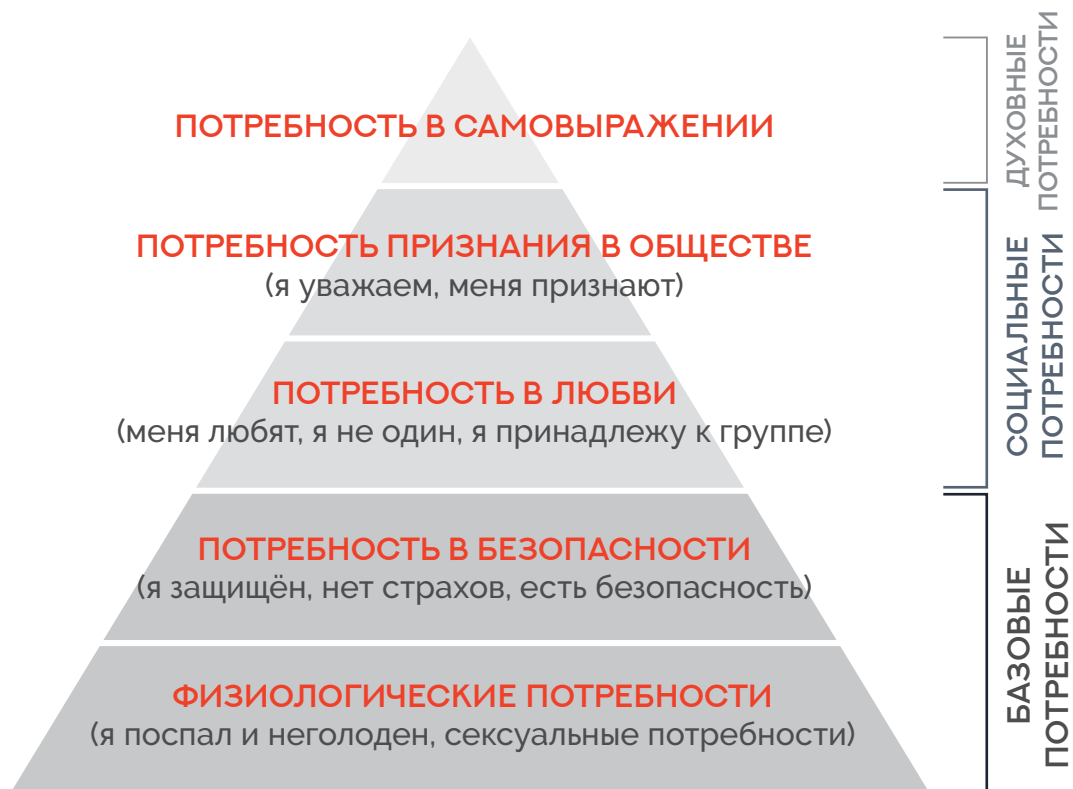 ПОТРЕБНОСТЬ В САМОВЫРАЖЕНИИ
ПОТРЕБНОСТЬ ПРИЗНАНИЯ В ОБЩЕСТВЕ
(я уважаем, меня признают)
ПОТРЕБНОСТЬ В ЛЮБВИ
(меня любят, я не один, я принадлежу к группе)
ПОТРЕБНОСТЬ В БЕЗОПАСНОСТИ
(я защищён, нет страхов, есть безопасность)
ФИЗИОЛОГИЧЕСКИЕ ПОТРЕБНОСТИ
(я поспал и неголоден, сексуальные потребности)
ДУХОВНЫЕ
ПОТРЕБНОСТИ
СОЦИАЛЬНЫЕ
ПОТРЕБНОСТИ
БАЗОВЫЕ
ПОТРЕБНОСТИ